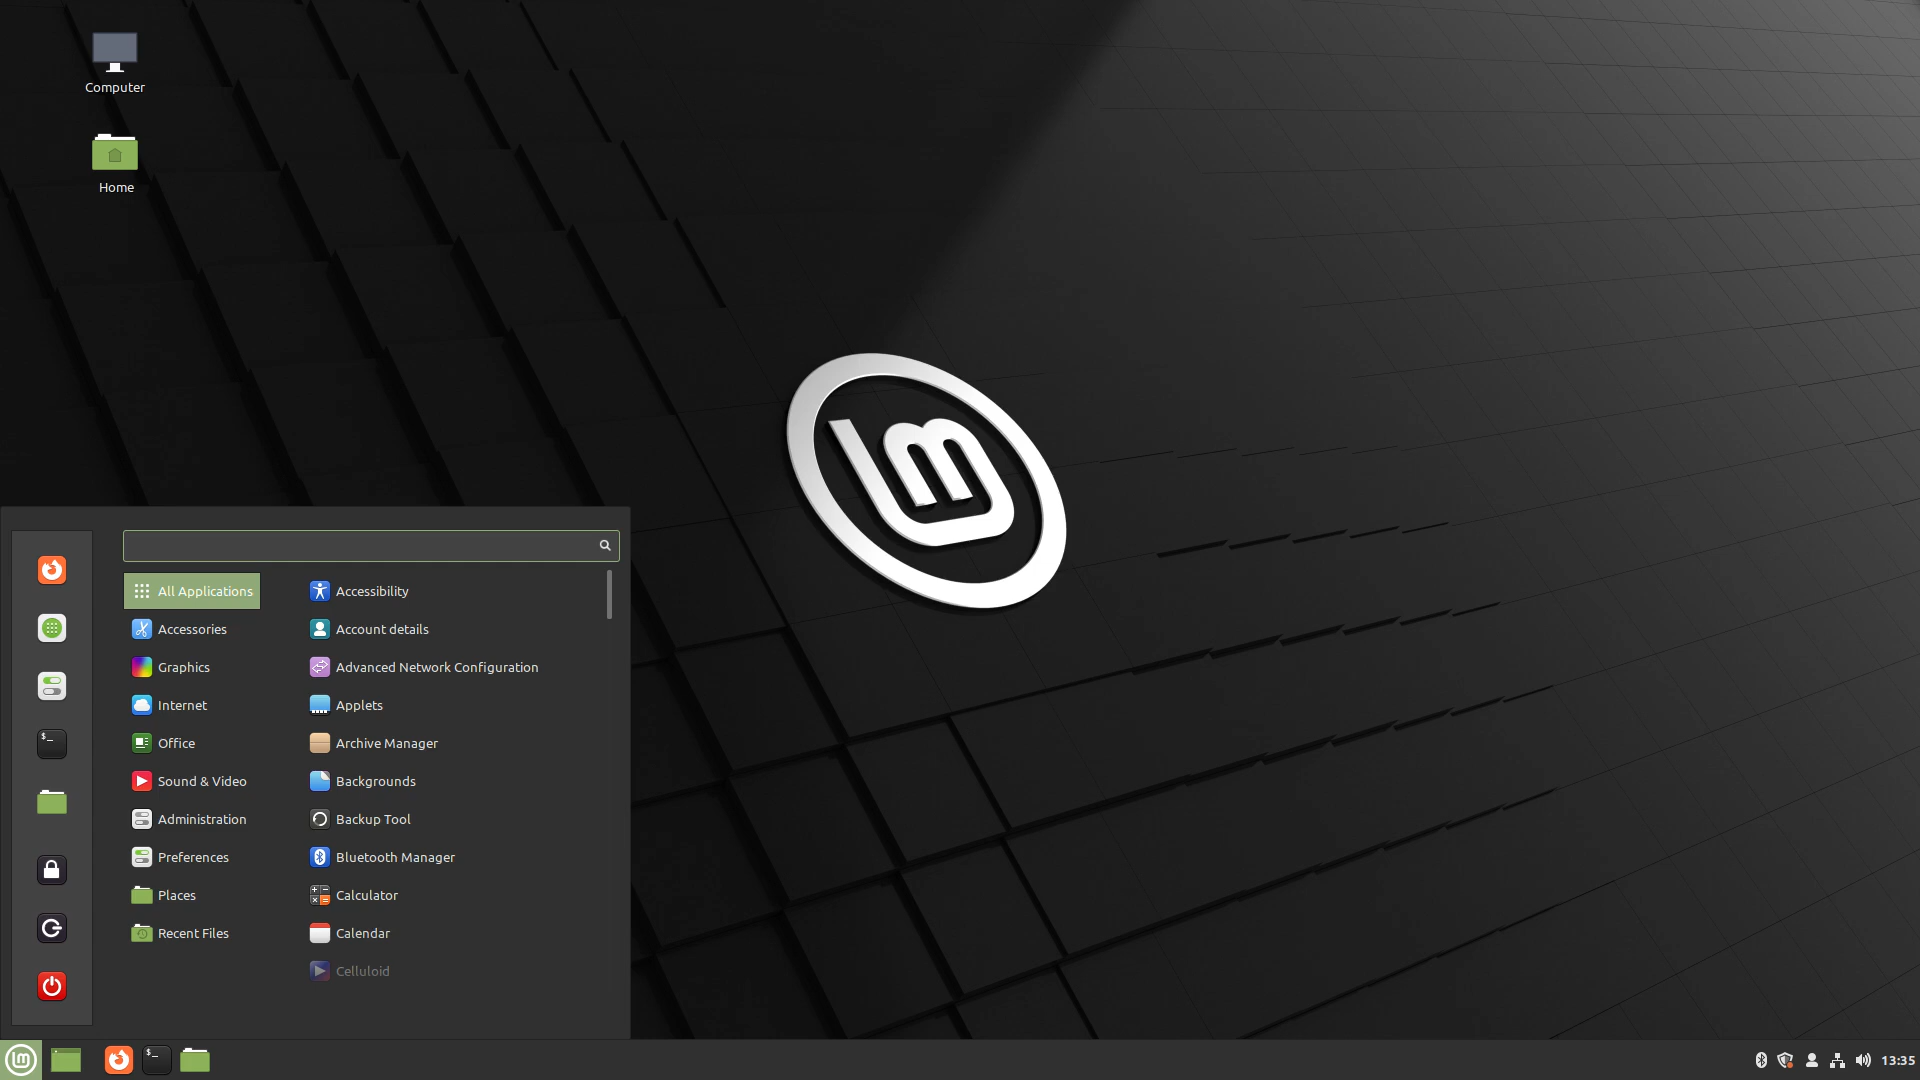 Computer
Home
All Applications
Accessories
Graphics
Internet
Office
Sound & Video
Administration
Preferences
Places
Recent Files
Accessibility
Account details
Advanced Network Configuration
Applets
Archive Manager
Backgrounds
Backup Tool
Bluetooth Manager
Calculator
Calendar
Celluloid
13:35